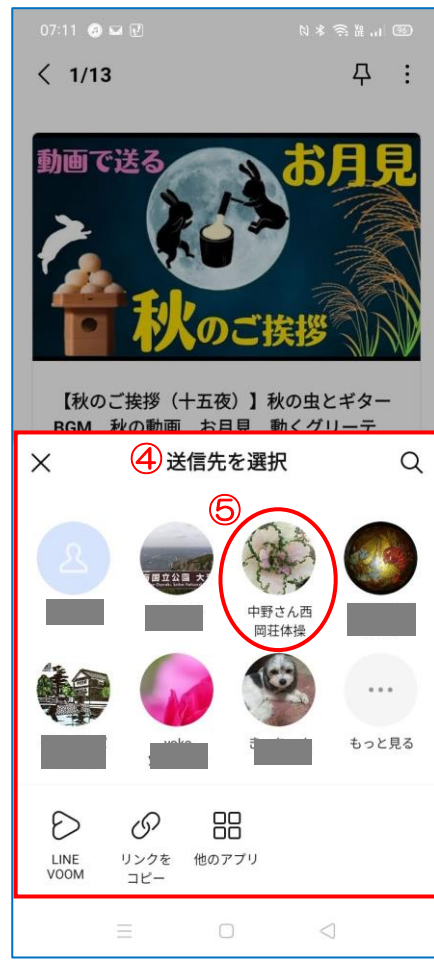 07:11
1/13
動画で送る
お月見
秋のご挨拶
【秋のご挨拶（十五夜）】秋の虫とギター
BGM 秋の動画 お月見 動くグリーテ
④送信先を選択
⑤
中野さん西
岡荘体操
もっと見る
LINE
VOOM
リンクを
コピー
他のアプリ